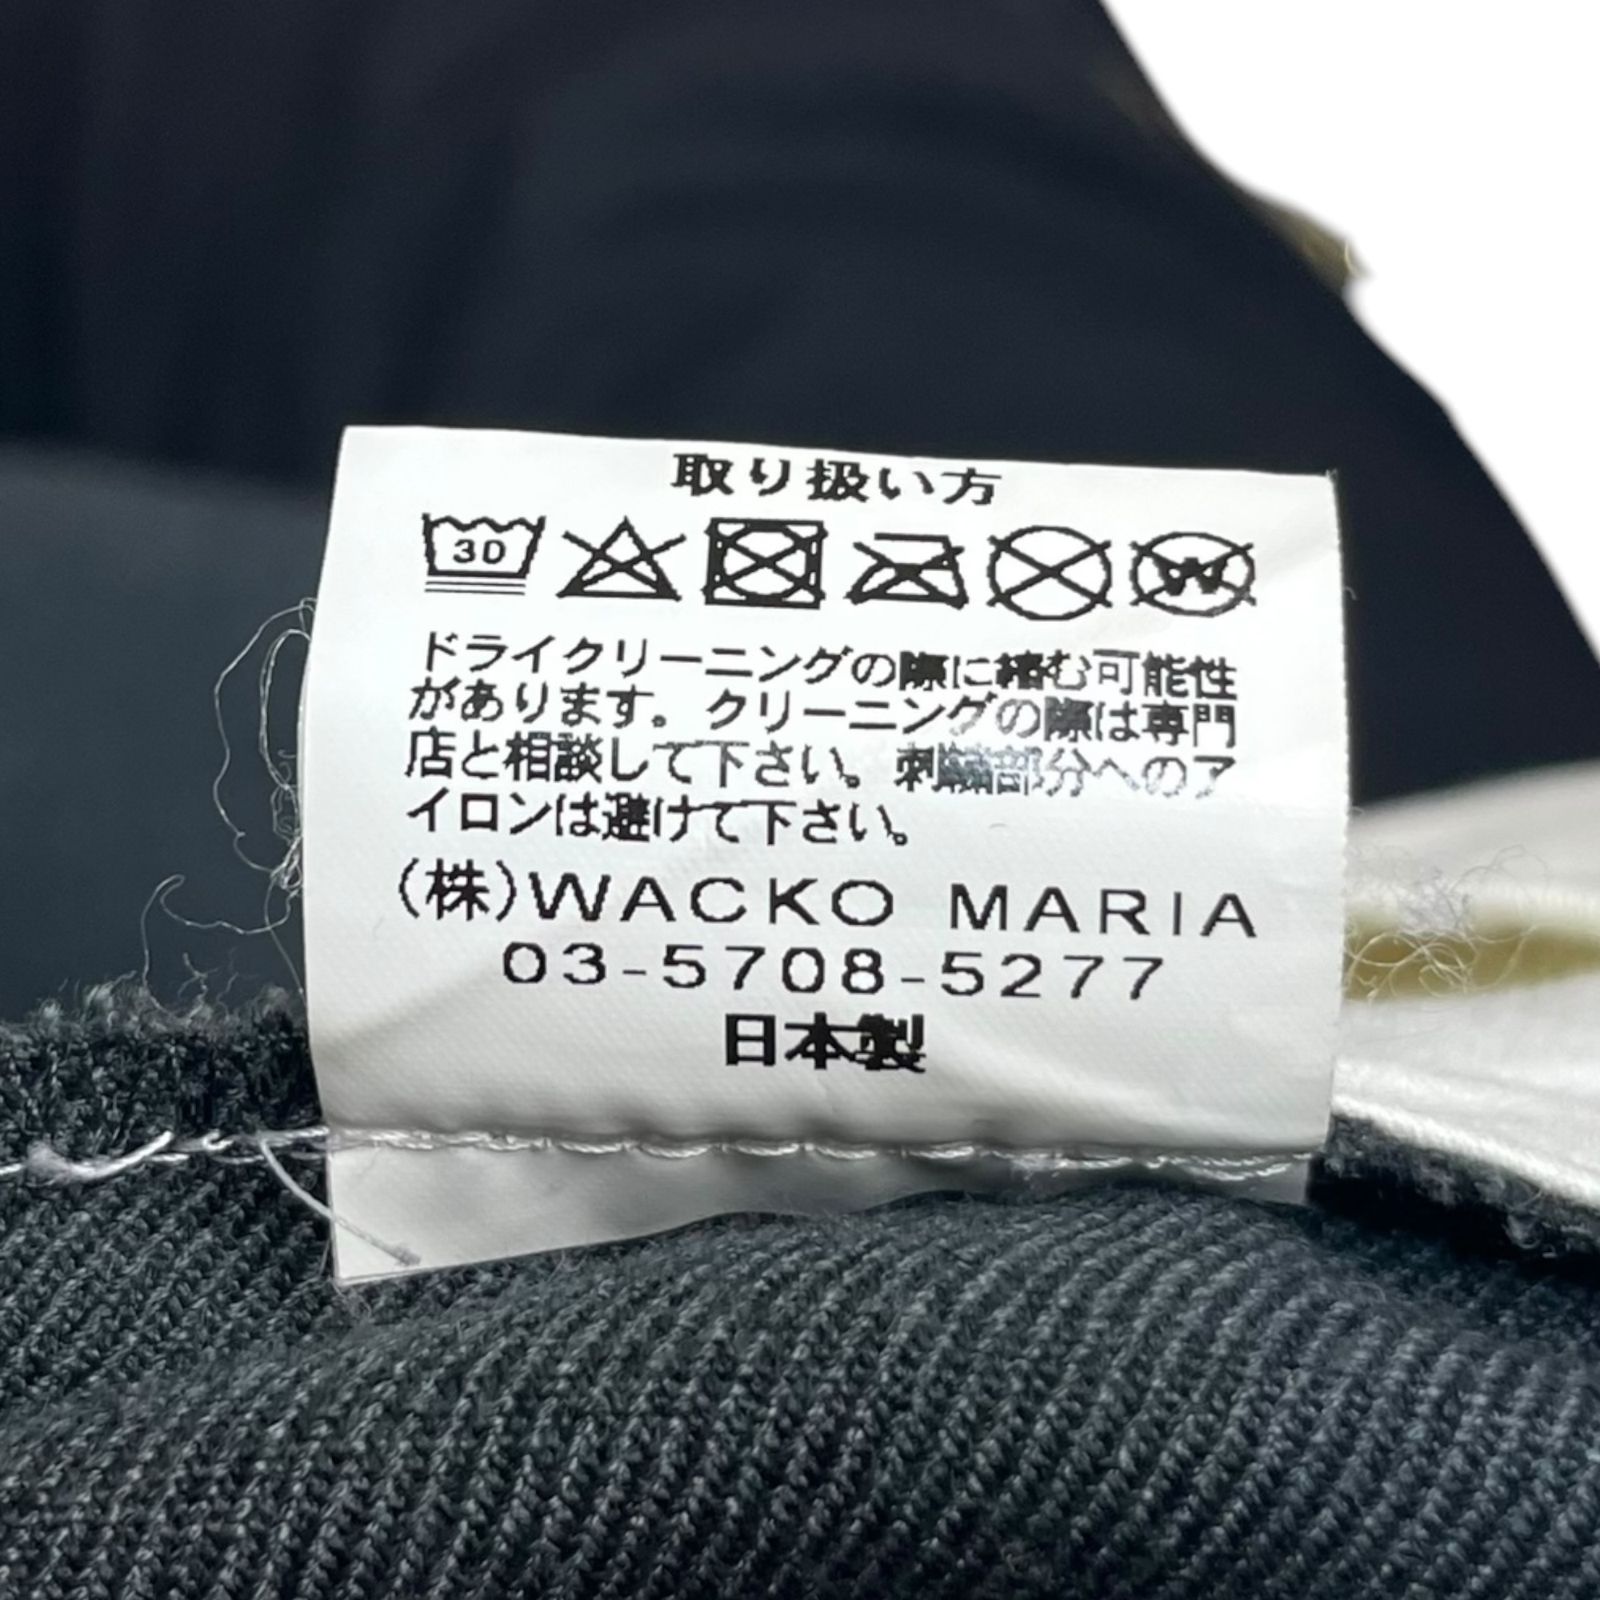 取り扱い方
30
W
ドライクリーニングの際に縮む可能性
があります。クリーニングの際は専門
店と相談して下さい。刺繍部分へのア
イロンは避けて下さい。
(株)WACKO MARIA
03-5708-5277
日本製